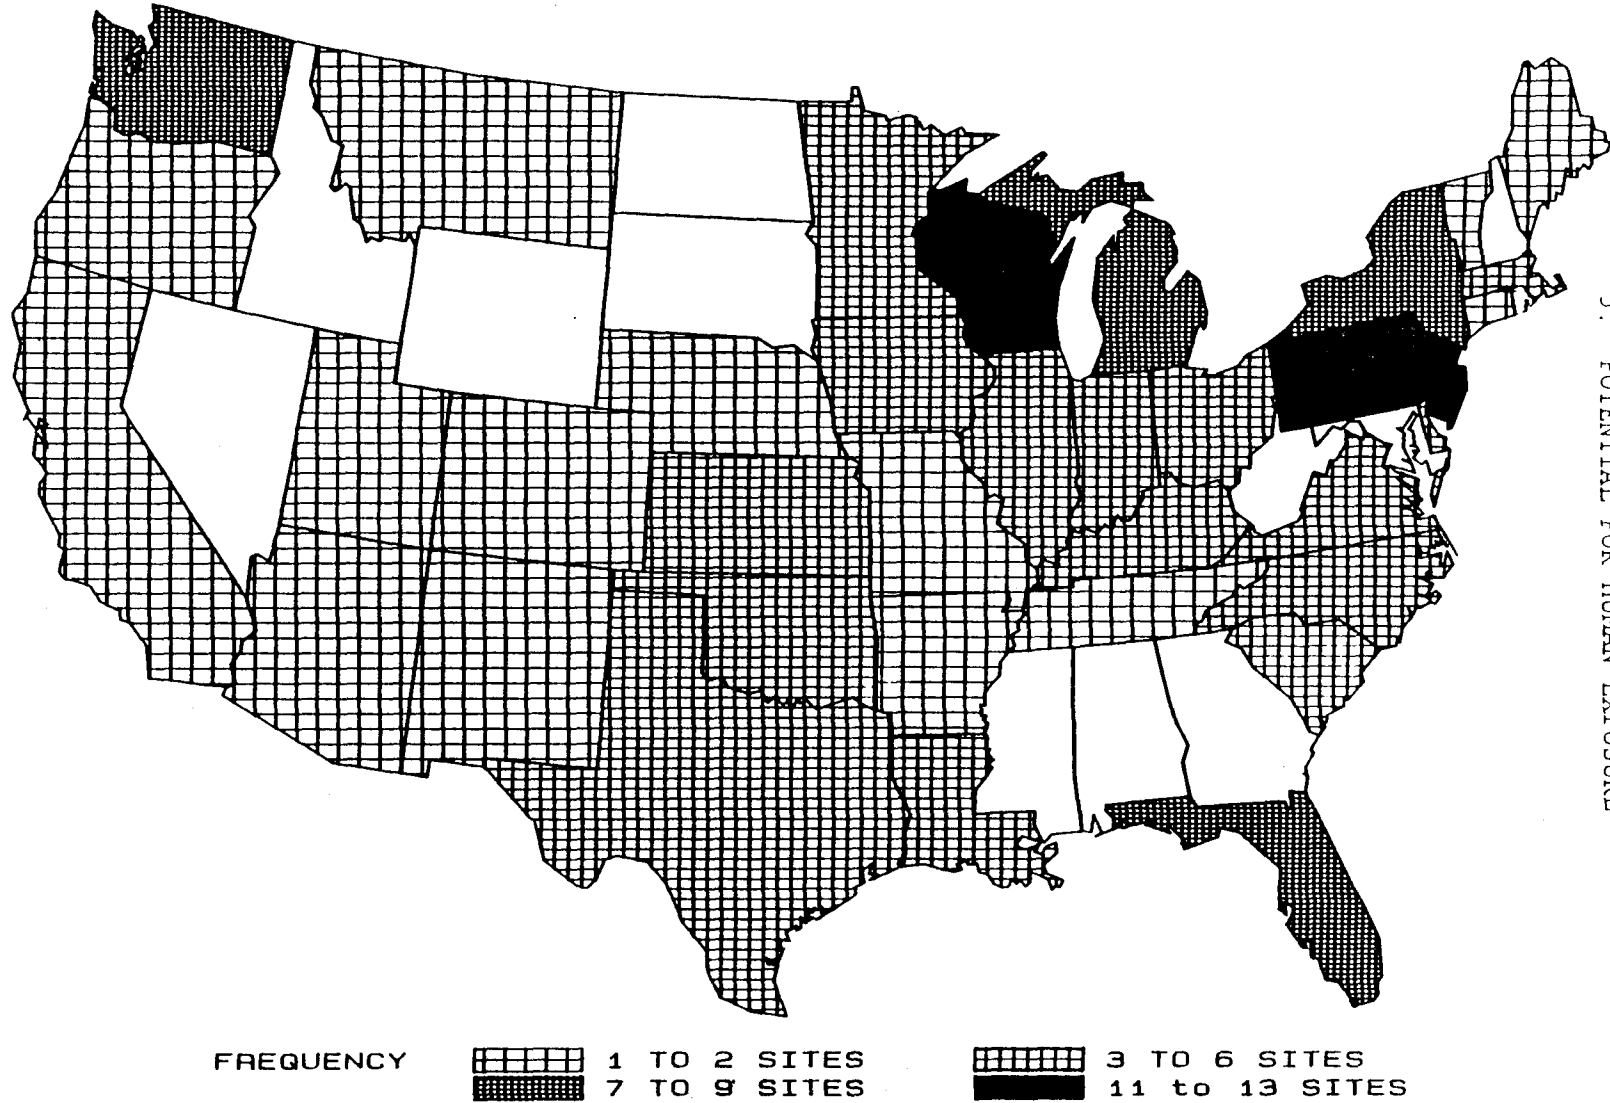 POTENTIAL FOR HUMAN EXPOSURE
FREQUENCY
1 TO 2 SITES
3 TO 6 SITES
7 TO 9 SITES
11 to 13 SITES